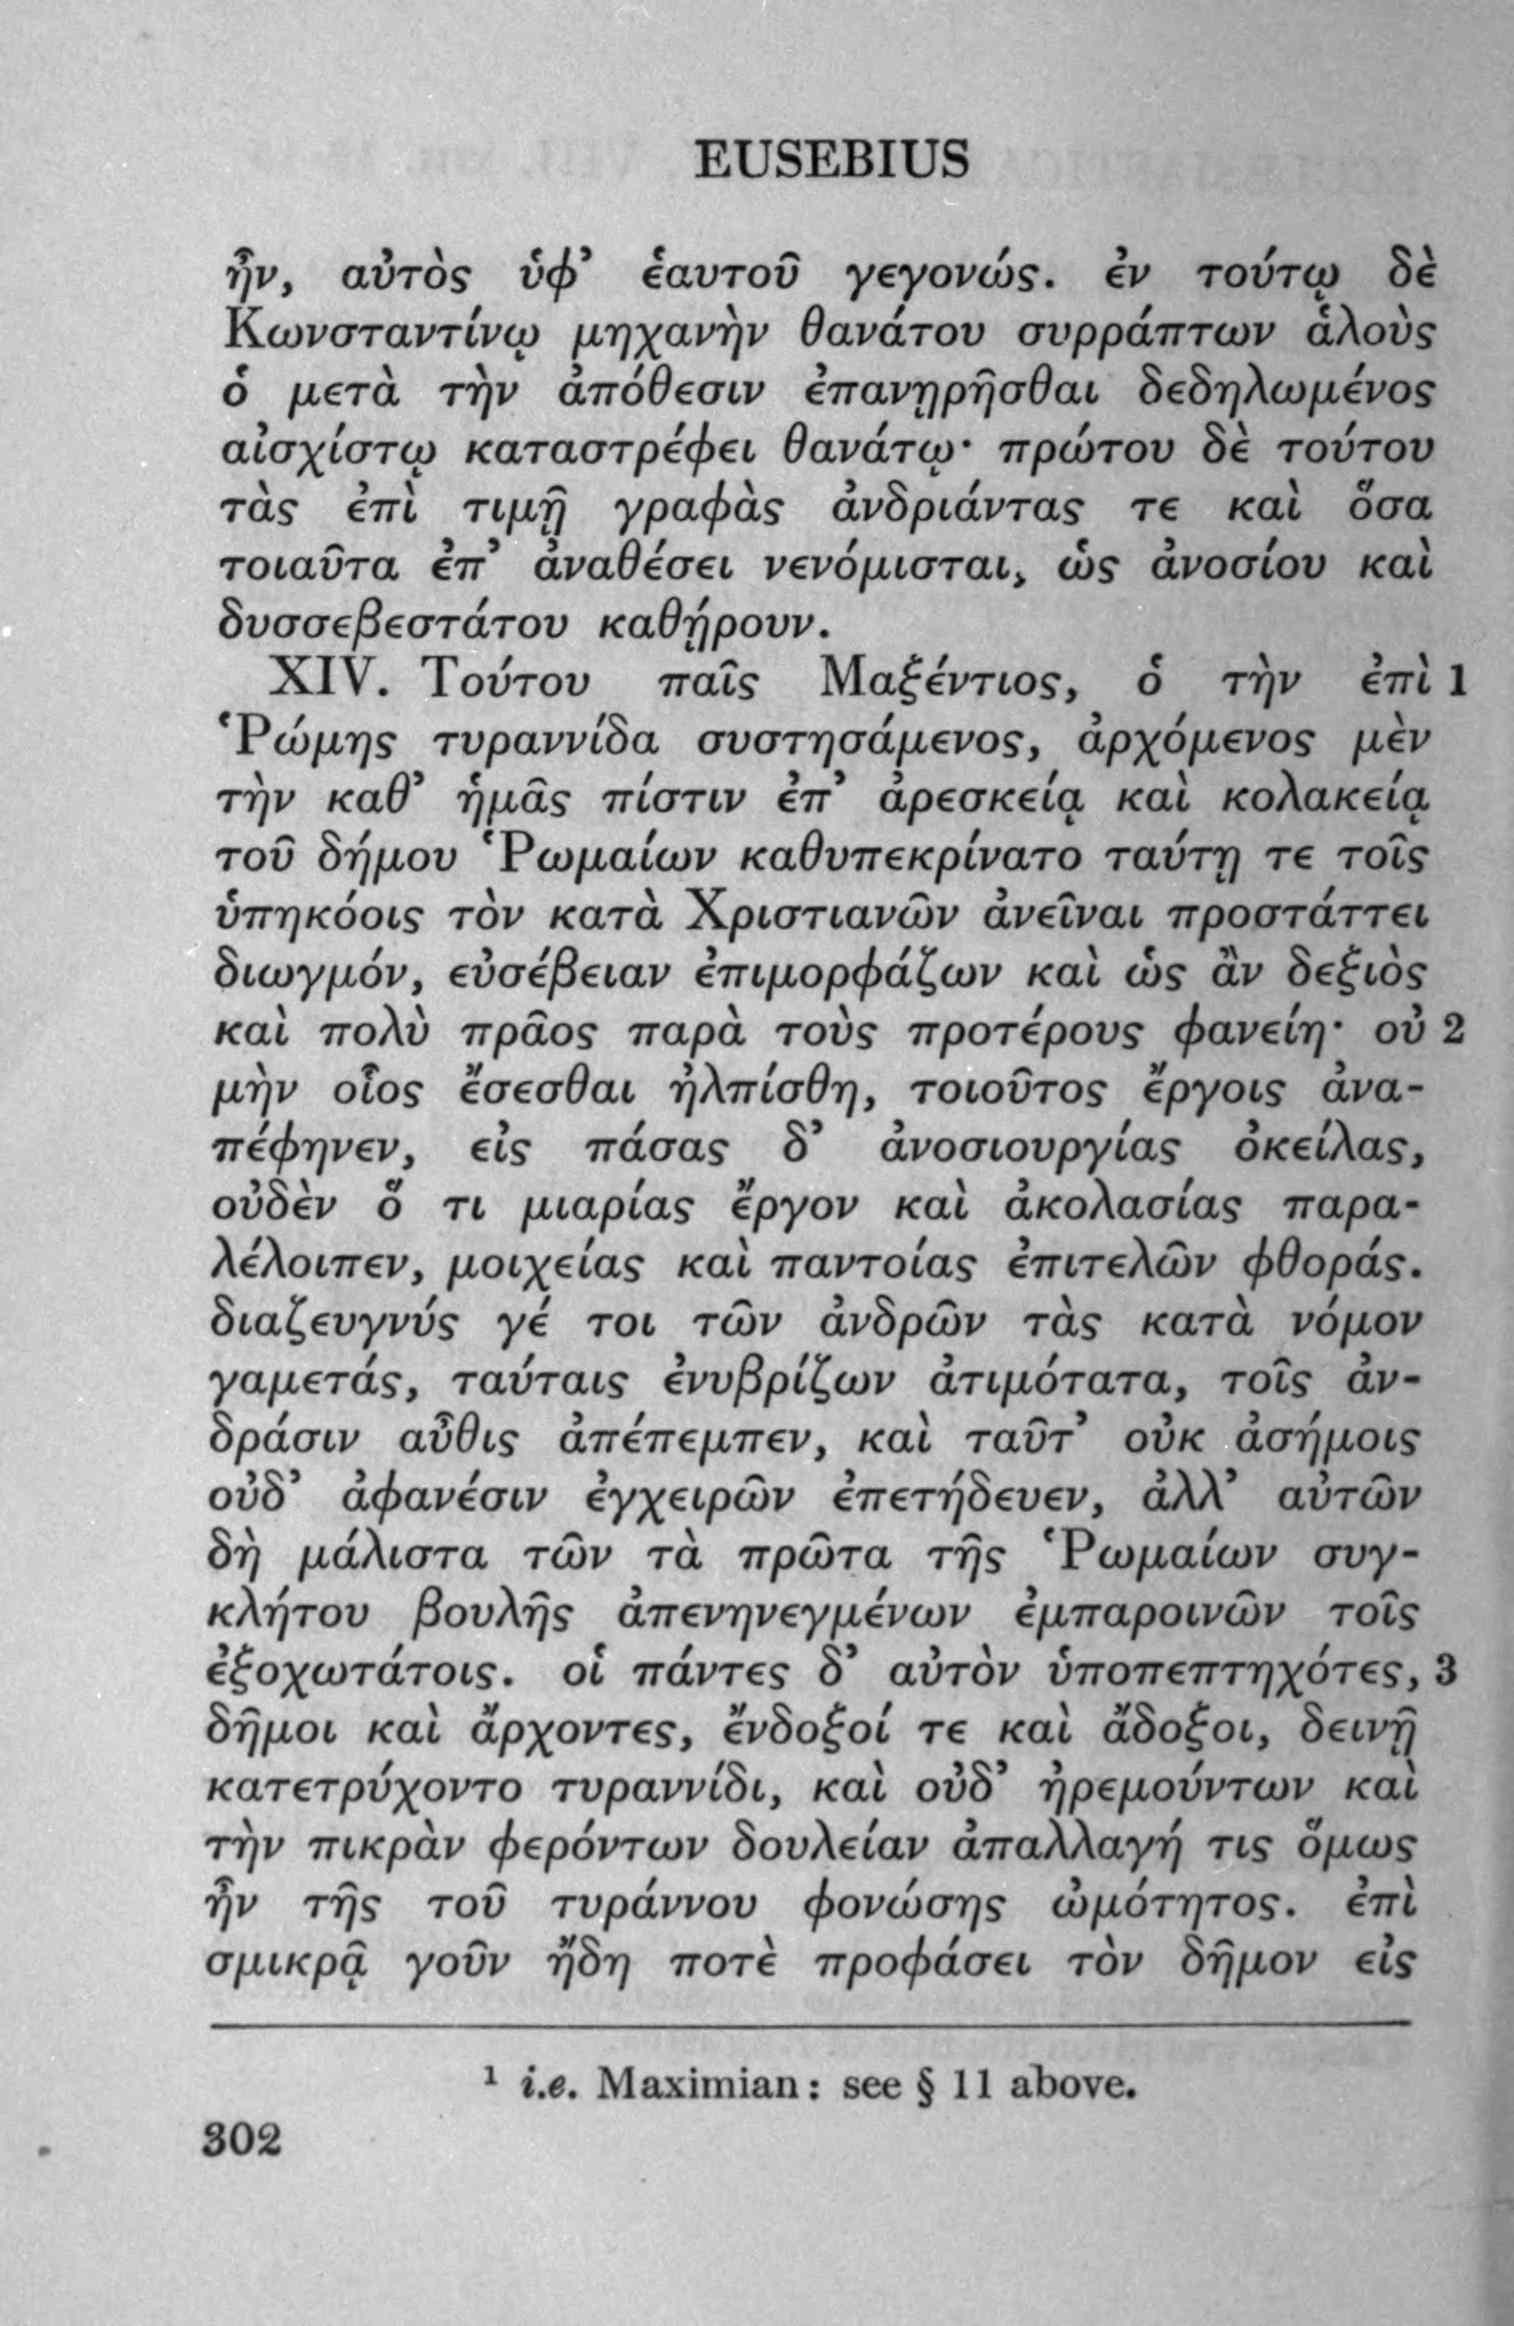 EUSEBIUS
ἦν, αὐτὸς ὑφ’ ἑαυτοῦ γεγονώς. ἐν τούτῳ δὲ
Κωνσταντίνῳ μηχανὴν θανάτου συρράπτων ἁλοὺς
ὁ μετὰ τὴν ἀπόθεσιν ἐπανῃρῆσθαι δεδηλωμένος
αἰσχίστῳ καταστρέφει θανάτῳ· πρώτου δὲ τούτου
τὰς ἐπὶ τιμῇ γραφὰς ἀνδριάντας τε καὶ ὅσα
τοιαῦτα ἐπ’ ἀναθέσει νενόμισται, ὡς ἀνοσίου καὶ
δυσσεβεστάτου καθῄρουν.
XIV. Τούτου παῖς Μαξέντιος, ὁ τὴν ἐπὶ 1
Ῥώμης τυραννίδα συστησάμενος, ἀρχόμενος μὲν
τὴν καθ’ ἡμᾶς πίστιν ἐπ’ ἀρεσκείᾳ καὶ κολακείᾳ
τοῦ δήμου Ῥωμαίων καθυπεκρίνατο ταύτῃ τε τοῖς
ὑπηκόοις τὸν κατὰ Χριστιανῶν ἀνεῖναι προστάττει
διωγμόν, εὐσέβειαν ἐπιμορφάζων καὶ ὡς ἂν δεξιὸς
καὶ πολὺ πρᾶος παρὰ τοὺς προτέρους φανείη· οὐ 2
μὴν οἷος ἔσεσθαι ἠλπίσθη, τοιοῦτος ἔργοις ἀνα-
πέφηνεν, εἰς πάσας δ’ ἀνοσιουργίας ὀκείλας,
οὐδὲν ὅ τι μιαρίας ἔργον καὶ ἀκολασίας παρα-
λέλοιπεν, μοιχείας καὶ παντοίας ἐπιτελῶν φθοράς.
διαζευγνύς γέ τοι τῶν ἀνδρῶν τὰς κατὰ νόμον
γαμετάς, ταύταις ἐνυβρίζων ἀτιμότατα, τοῖς ἀν-
δράσιν αὖθις ἀπέπεμπεν, καὶ ταῦτ’ οὐκ ἀσήμοις
οὐδ’ ἀφανέσιν ἐγχειρῶν ἐπετήδευεν, ἀλλ’ αὐτῶν
δὴ μάλιστα τῶν τὰ πρῶτα τῆς Ῥωμαίων συγ-
κλήτου βουλῆς ἀπενηνεγμένων ἐμπαροινῶν τοῖς
ἐξοχωτάτοις. οἱ πάντες δ’ αὐτὸν ὑποπεπτηχότες, 3
δῆμοι καὶ ἄρχοντες, ἔνδοξοί τε καὶ ἄδοξοι, δεινῇ
κατετρύχοντο τυραννίδι, καὶ οὐδ’ ἠρεμούντων καὶ
τὴν πικρὰν φερόντων δουλείαν ἀπαλλαγή τις ὅμως
ἦν τῆς τοῦ τυράννου φονώσης ὠμότητος. ἐπὶ
σμικρᾷ γοῦν ἤδη ποτὲ προφάσει τὸν δῆμον εἰς
¹ i.e. Maximian: see § 11 above.
302